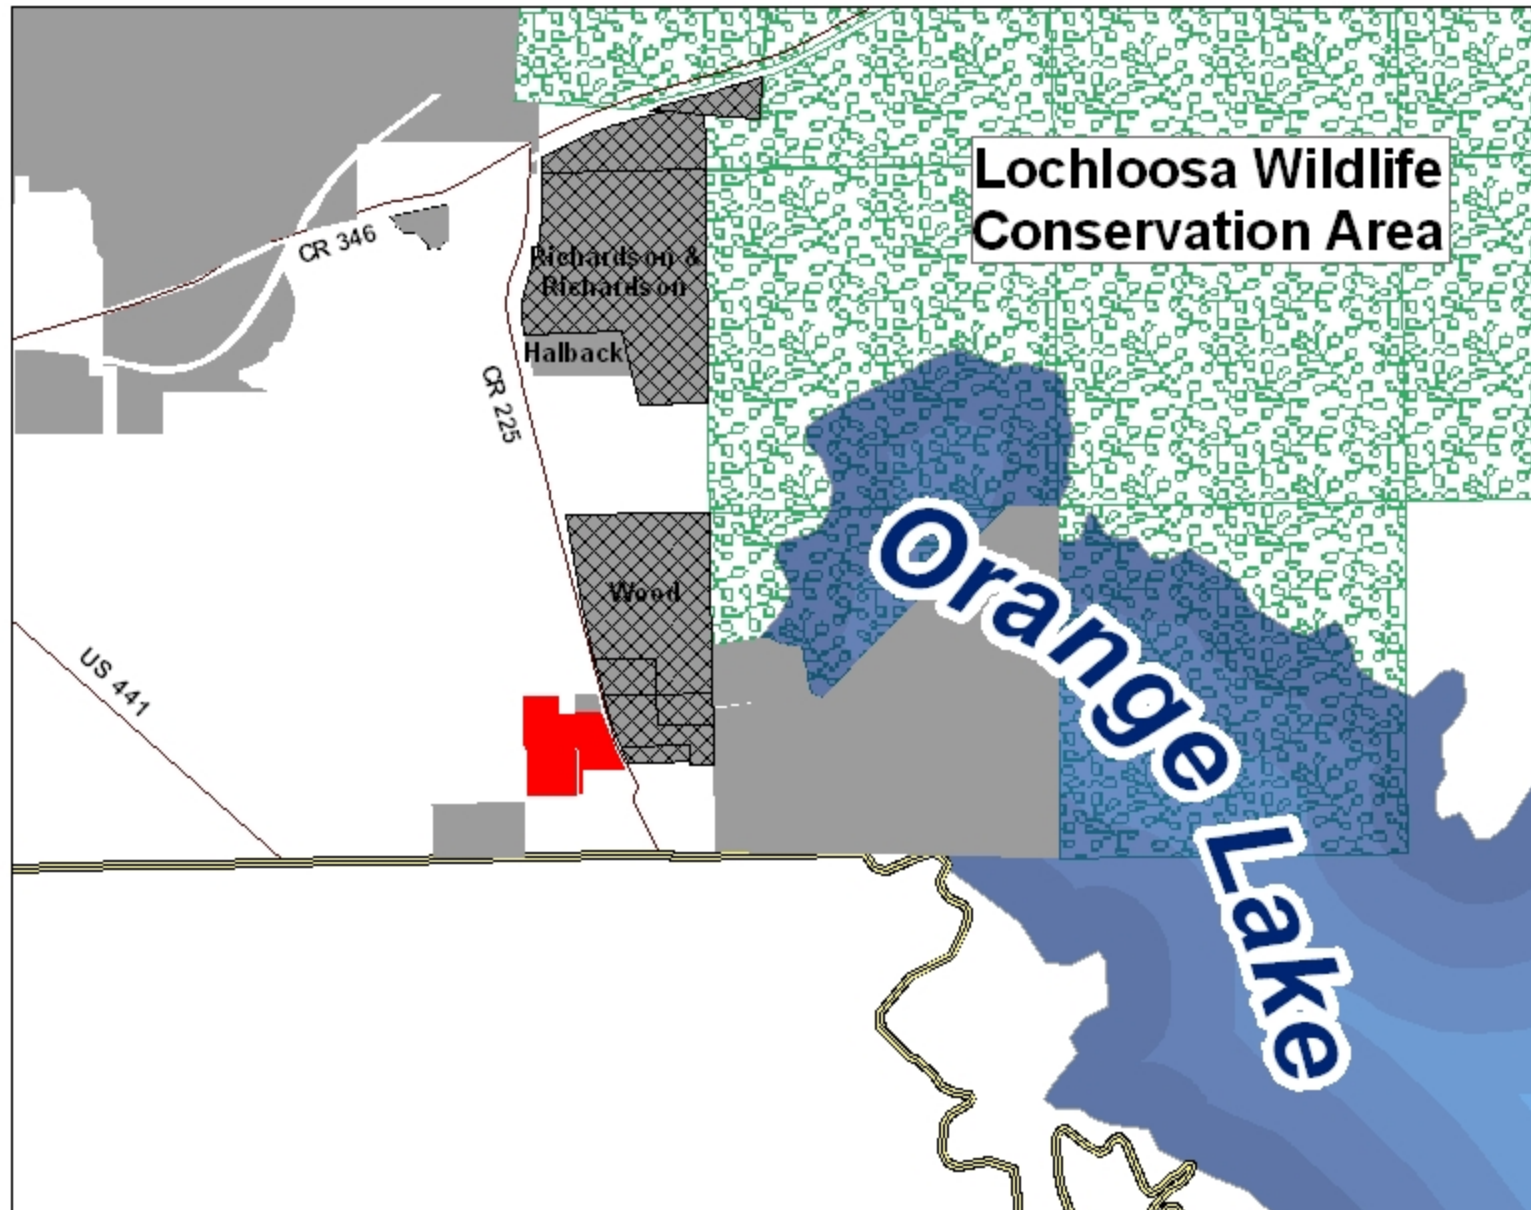 Lochloosa Wildlife
Conservation Area
CR 346
Richardson &
Richardson
Halback
CR 225
Orange Lake
Wood
US 441